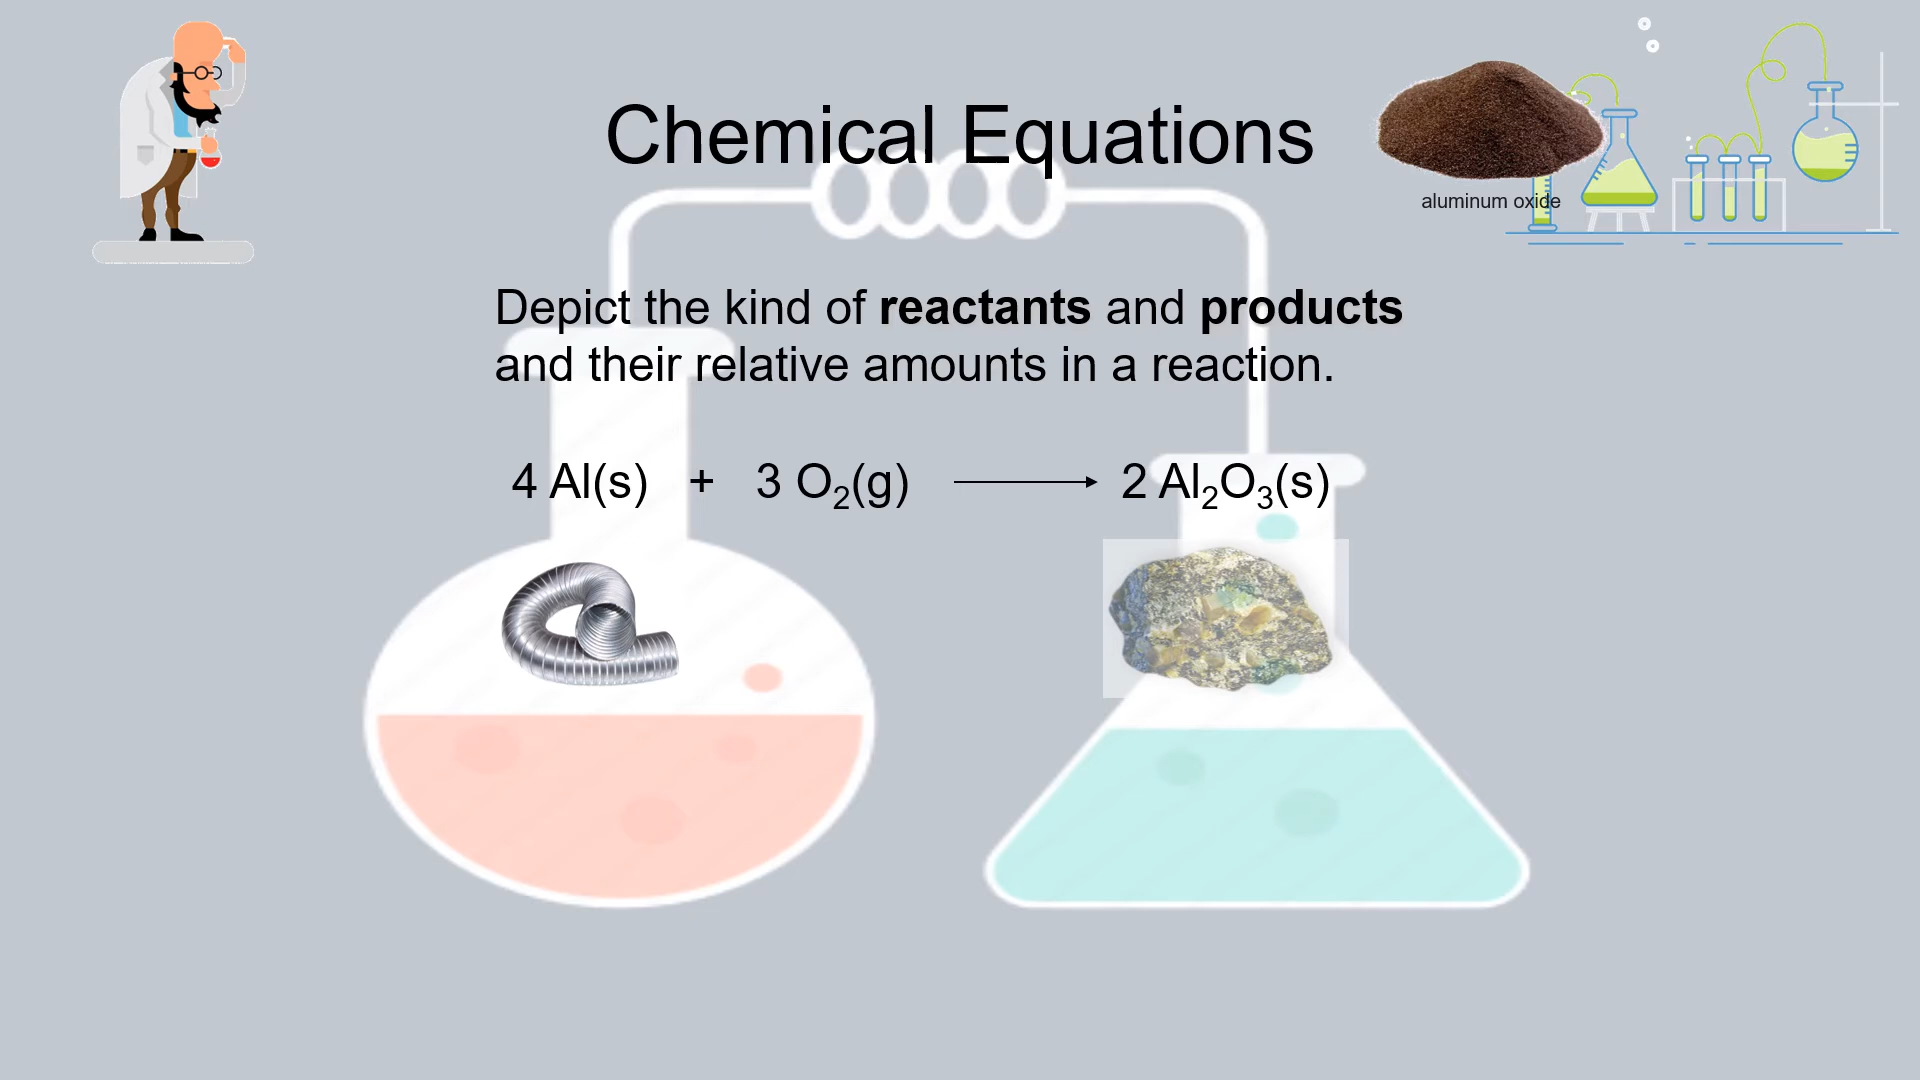 Chemical Equations
aluminum oxide
Depict the kind of reactants and products
and their relative amounts in a reaction.
4 Al(s) + 3 O₂(g) ⟶ 2 Al₂O₃(s)